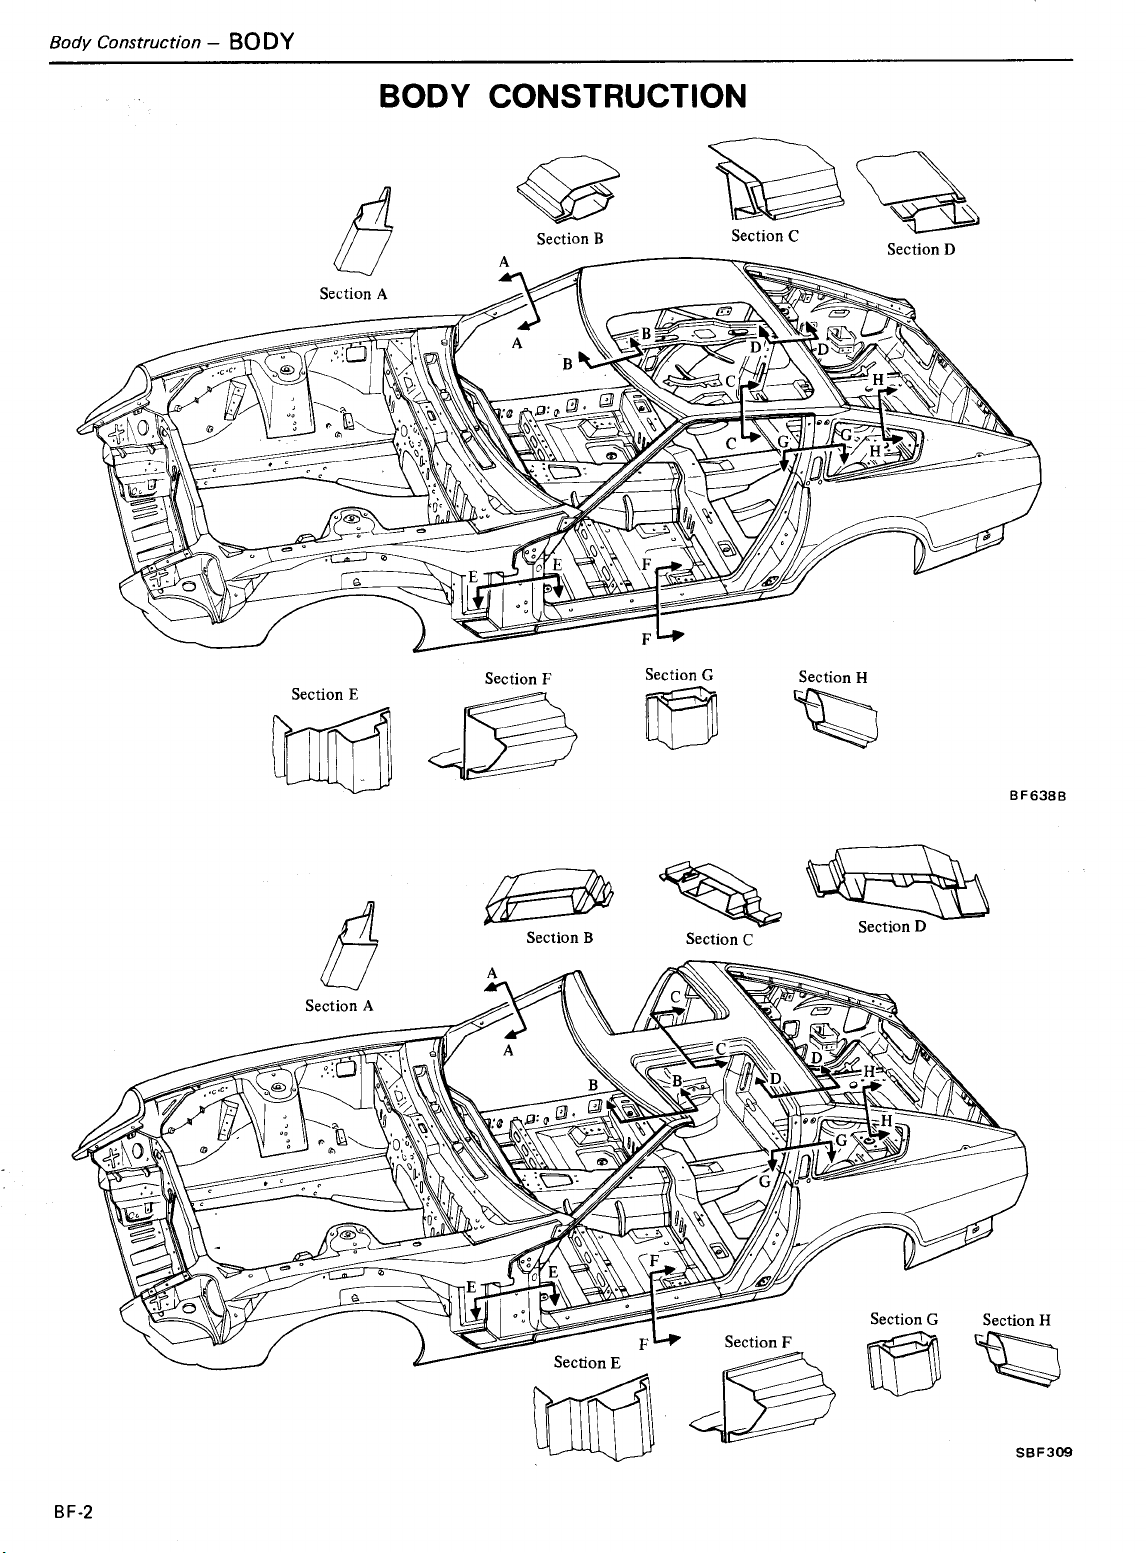 Body Construction – BODY
BODY CONSTRUCTION
Section B
Section C
Section D
Section A
A
A
B
B
D
D
C
C
G
G
H
H
E
E
F
F
Section E
Section F
Section G
Section H
BF638B
Section B
Section C
Section D
Section A
A
A
C
C
B
B
D
D
H
H
G
G
E
E
F
F
Section E
Section F
Section G
Section H
SBF309
BF-2